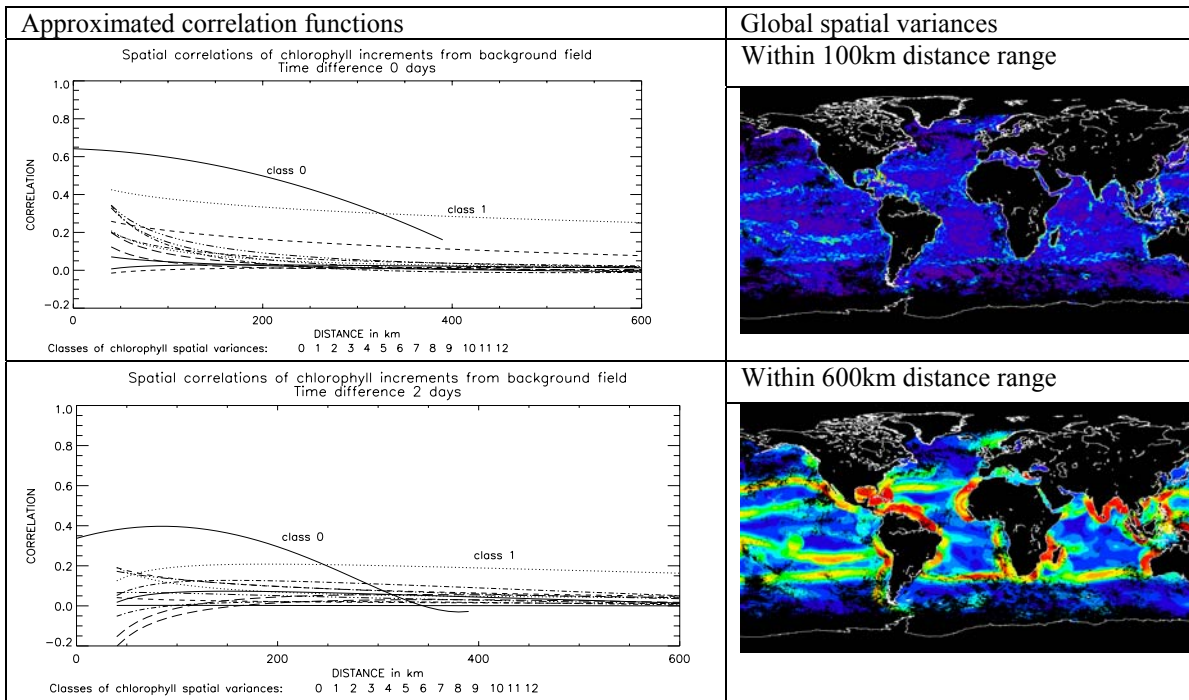 Approximated correlation functions
Global spatial variances
Spatial correlations of chlorophyll increments from background field
Time difference 0 days
1.0
0.8
0.6
0.4
0.2
0.0
−0.2
CORRELATION
class 0
class 1
0 200 400 600
DISTANCE in km
Classes of chlorophyll spatial variances: 0 1 2 3 4 5 6 7 8 9 10 11 12
Within 100km distance range
Spatial correlations of chlorophyll increments from background field
Time difference 2 days
1.0
0.8
0.6
0.4
0.2
0.0
−0.2
CORRELATION
class 0
class 1
0 200 400 600
DISTANCE in km
Classes of chlorophyll spatial variances: 0 1 2 3 4 5 6 7 8 9 10 11 12
Within 600km distance range